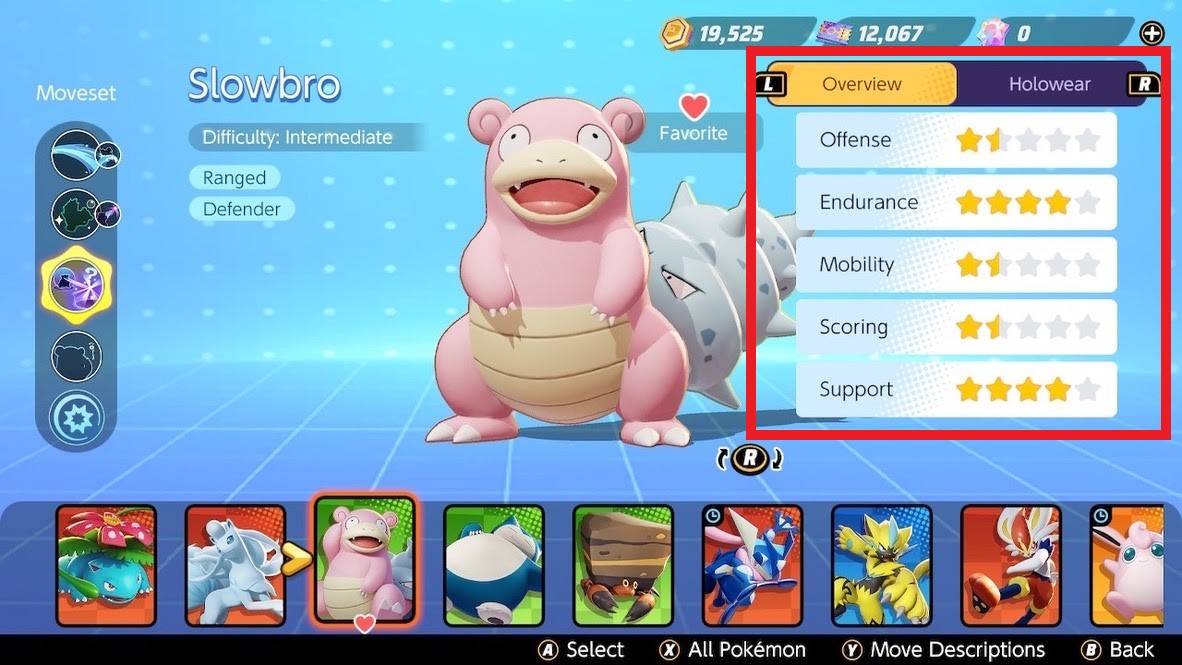 19,525
12,067
0
L
Overview
Holowear
R
Moveset
Slowbro
Difficulty: Intermediate
Ranged
Defender
Favorite
Offense
Endurance
Mobility
Scoring
Support
?
R
A Select
X All Pokémon
Y Move Descriptions
B Back